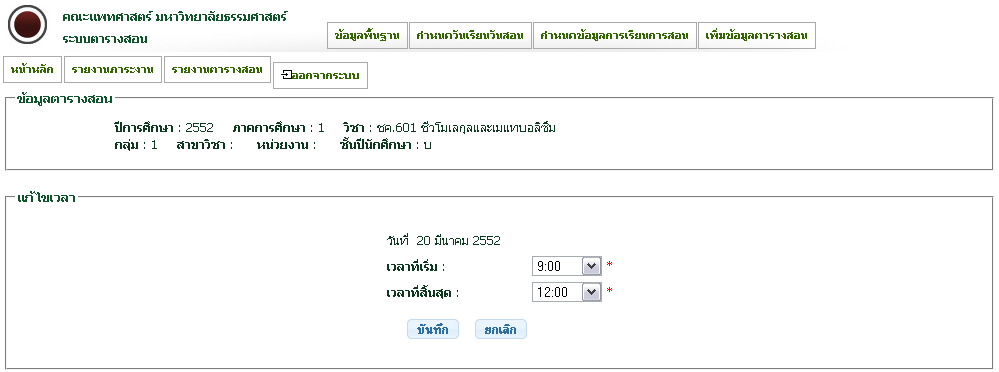 คณะแพทศาสตร์ มหาวิทยาลัยธรรมศาสตร์
ระบบตารางสอน
ข้อมูลพื้นฐาน กำหนดวันเรียนวันสอน กำหนดข้อมูลการเรียนการสอน เพิ่มข้อมูลตารางสอน
หน้าหลัก รายงานภาระงาน รายงานตารางสอน ออกจากระบบ
ข้อมูลตารางสอน
ปีการศึกษา : 2552 ภาคการศึกษา : 1 วิชา : ชค.601 ชีวโมเลกุลและเมแทบอลิซึ่ม
กลุ่ม : 1 สาขาวิชา : หน่วยงาน : ชั้นปีนักศึกษา : บ
แก้ไขเวลา
วันที่ 20 มีนาคม 2552
เวลาที่เริ่ม : 9:00 *
เวลาที่สิ้นสุด : 12:00 *
บันทึก ยกเลิก